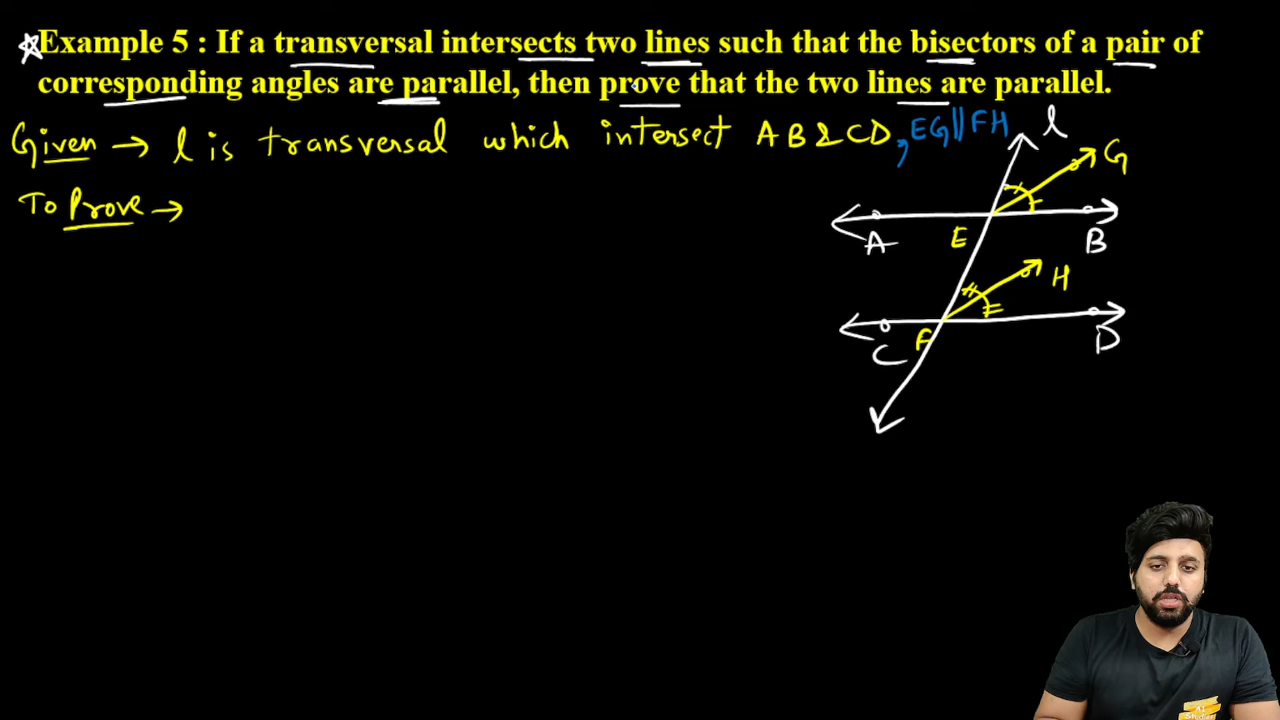 Example 5 : If a transversal intersects two lines such that the bisectors of a pair of
corresponding angles are parallel, then prove that the two lines are parallel.
Given → l is transversal which intersect AB & CD, EG || FH
To Prove →
l
G
A E B
H
C F D